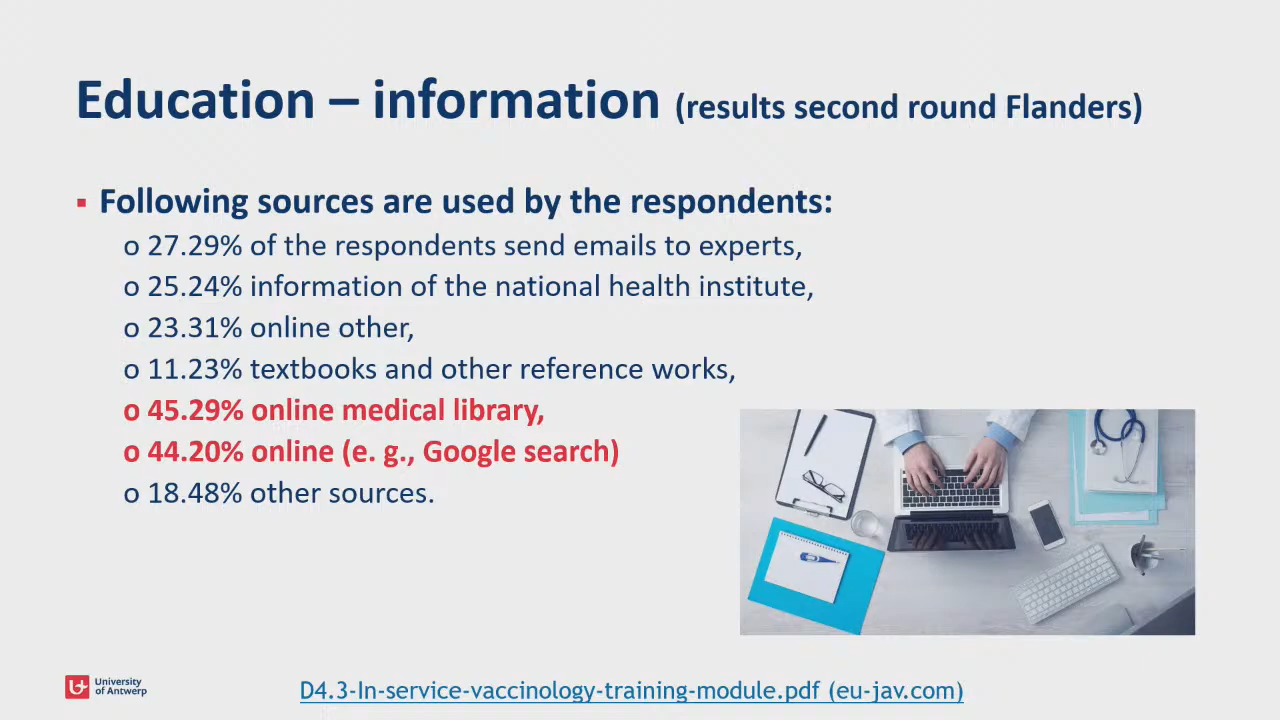 Education – information (results second round Flanders)
▪ Following sources are used by the respondents:
o 27.29% of the respondents send emails to experts,
o 25.24% information of the national health institute,
o 23.31% online other,
o 11.23% textbooks and other reference works,
o 45.29% online medical library,
o 44.20% online (e. g., Google search)
o 18.48% other sources.
University
of Antwerp
D4.3-In-service-vaccinology-training-module.pdf (eu-jav.com)